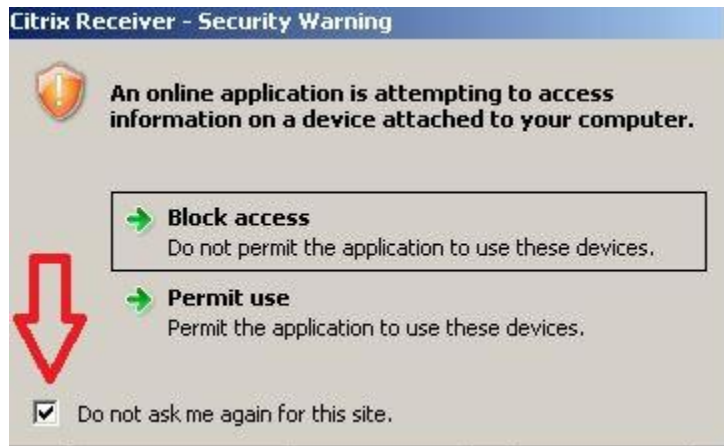 Citrix Receiver - Security Warning
An online application is attempting to access
information on a device attached to your computer.
Block access
Do not permit the application to use these devices.
Permit use
Permit the application to use these devices.
Do not ask me again for this site.